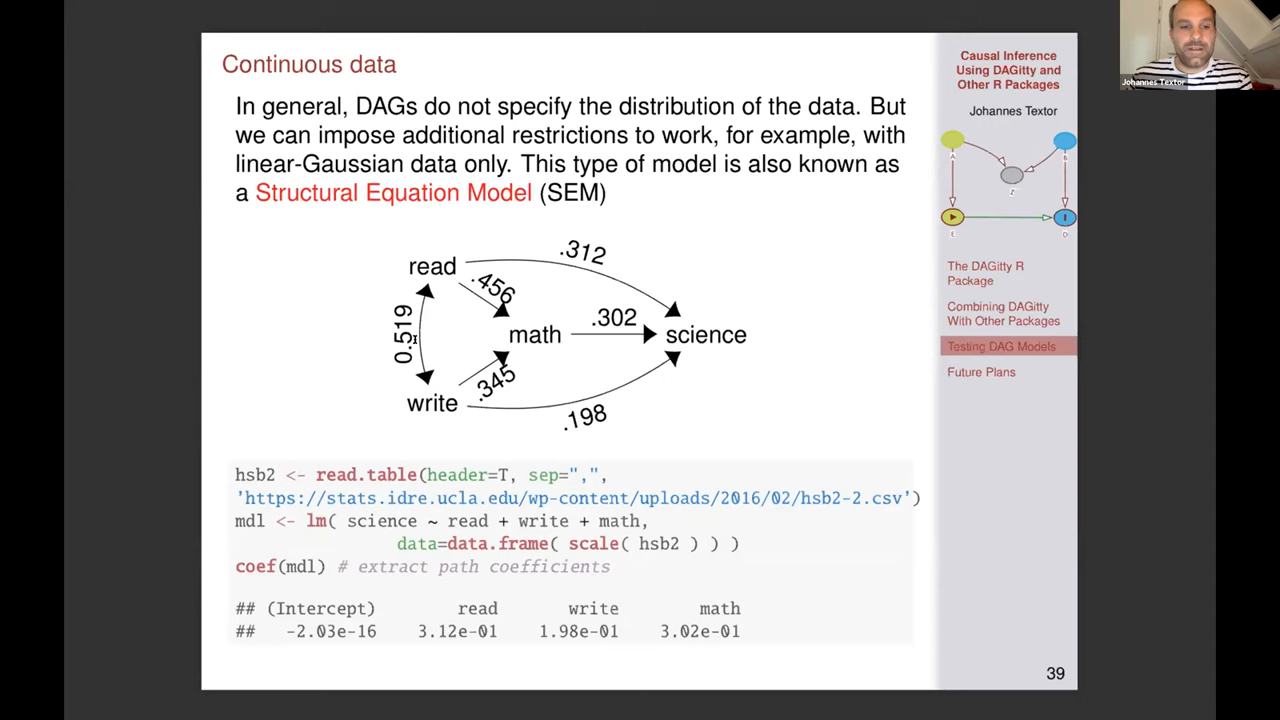 Continuous data
In general, DAGs do not specify the distribution of the data. But
we can impose additional restrictions to work, for example, with
linear-Gaussian data only. This type of model is also known as
a Structural Equation Model (SEM)
.312
read
.456
0.519
.302
math
science
.345
write
.198
hsb2 <- read.table(header=T, sep=",",
'https://stats.idre.ucla.edu/wp-content/uploads/2016/02/hsb2-2.csv')
mdl <- lm( science ~ read + write + math,
data=data.frame( scale( hsb2 ) ) )
coef(mdl) # extract path coefficients
## (Intercept) read write math
## -2.03e-16 3.12e-01 1.98e-01 3.02e-01
Causal Inference
Using DAGitty and
Other R Packages
Johannes Textor
A
B
Z
E
D
The DAGitty R
Package
Combining DAGitty
With Other Packages
Testing DAG Models
Future Plans
39
Johannes Textor